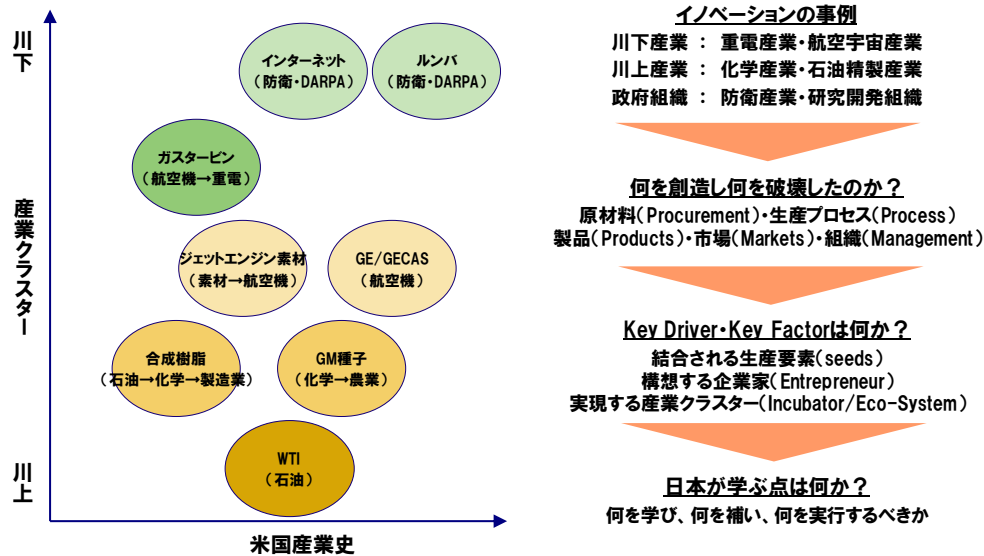 川下
産業クラスター
川上
米国産業史
インターネット
(防衛・DARPA)
ルンバ
(防衛・DARPA)
ガスタービン
(航空機→重電)
ジェットエンジン素材
(素材→航空機)
GE/GECAS
(航空機)
合成樹脂
(石油→化学→製造業)
GM種子
(化学→農業)
WTI
(石油)
イノベーションの事例
川下産業 : 重電産業・航空宇宙産業
川上産業 : 化学産業・石油精製産業
政府組織 : 防衛産業・研究開発組織
何を創造し何を破壊したのか?
原材料(Procurement)・生産プロセス(Process)
製品(Products)・市場(Markets)・組織(Management)
Key Driver・Key Factorは何か?
結合される生産要素(seeds)
構想する企業家(Entrepreneur)
実現する産業クラスター(Incubator/Eco-System)
日本が学ぶ点は何か?
何を学び、何を補い、何を実行するべきか